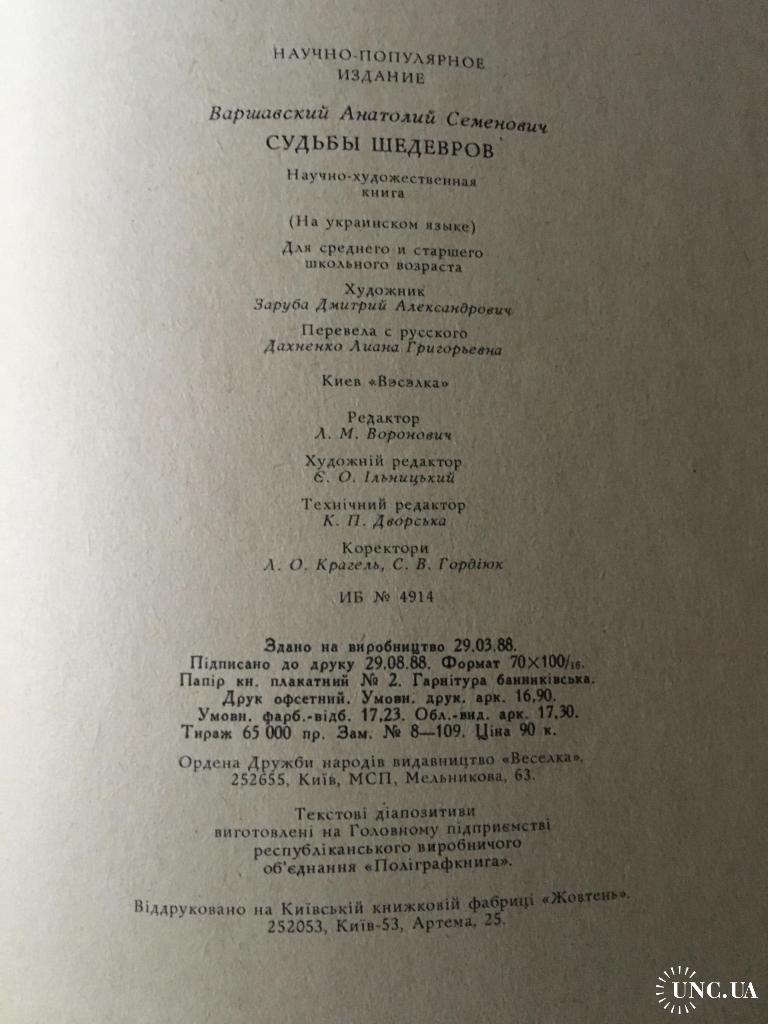 НАУЧНО-ПОПУЛЯРНОЕ
ИЗДАНИЕ
Варшавский Анатолий Семенович
СУДЬБЫ ШЕДЕВРОВ
Научно-художественная
книга
(На украинском языке)
Для среднего и старшего
школьного возраста
Художник
Заруба Дмитрий Александрович
Перевела с русского
Дахненко Лиана Григорьевна
Киев «Вэсэлка»
Редактор
Л. М. Воронович
Художній редактор
Є. О. Ільницький
Технічний редактор
К. П. Дворська
Коректори
Л. О. Крагель, С. В. Гордіюк
ИБ № 4914
Здано на виробництво 29.03.88.
Підписано до друку 29.08.88. Формат 70×100/16.
Папір кн. плакатний № 2. Гарнітура банниківська.
Друк офсетний. Умовн. друк. арк. 16,90.
Умовн. фарб.-відб. 17,23. Обл.-вид. арк. 17,30.
Тираж 65 000 пр. Зам. № 8—109. Ціна 90 к.
Ордена Дружби народів видавництво «Веселка»,
252655, Київ, МСП, Мельникова, 63.
Текстові діапозитиви
виготовлені на Головному підприємстві
республіканського виробничого
об'єднання «Поліграфкнига».
Віддруковано на Київській книжковій фабриці «Жовтень».
252053, Київ-53, Артема, 25.
UNC.UA